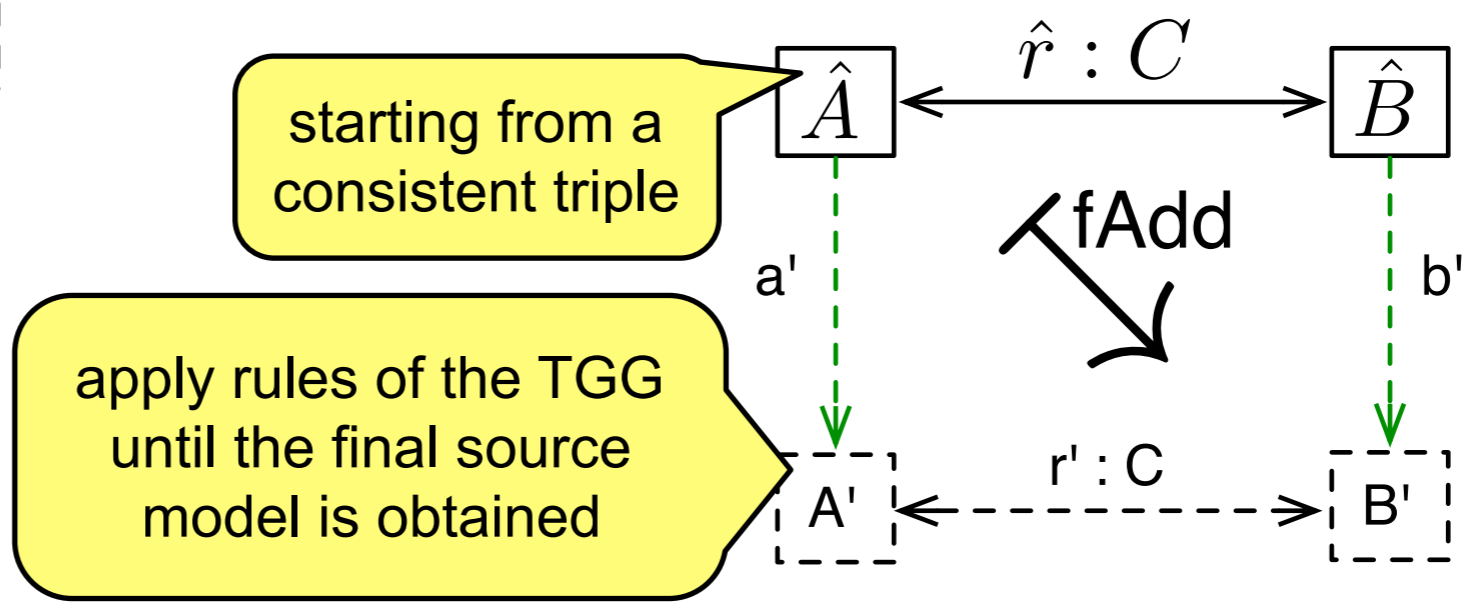 starting from a
consistent triple
Â
r̂ : C
B̂
fAdd
a'
b'
apply rules of the TGG
until the final source
model is obtained
A'
r' : C
B'